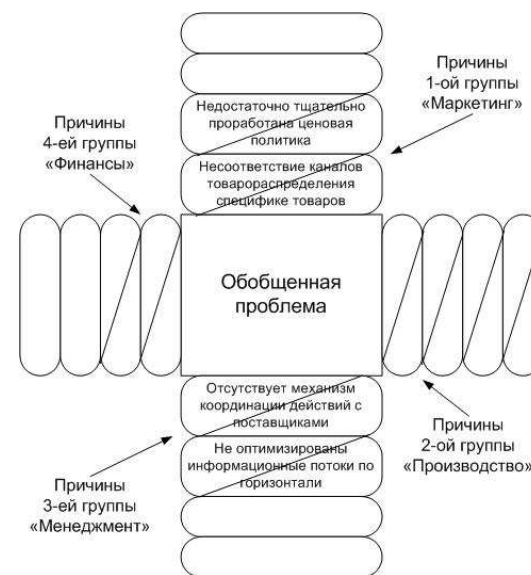 Причины
1-ой группы
«Маркетинг»
Недостаточно тщательно
проработана ценовая
политика
Причины
4-ей группы
«Финансы»
Несоответствие каналов
товарораспределения
специфике товаров
Обобщенная
проблема
Отсутствует механизм
координации действий с
поставщиками
Причины
2-ой группы
«Производство»
Не оптимизированы
информационные потоки по
горизонтали
Причины
3-ей группы
«Менеджмент»